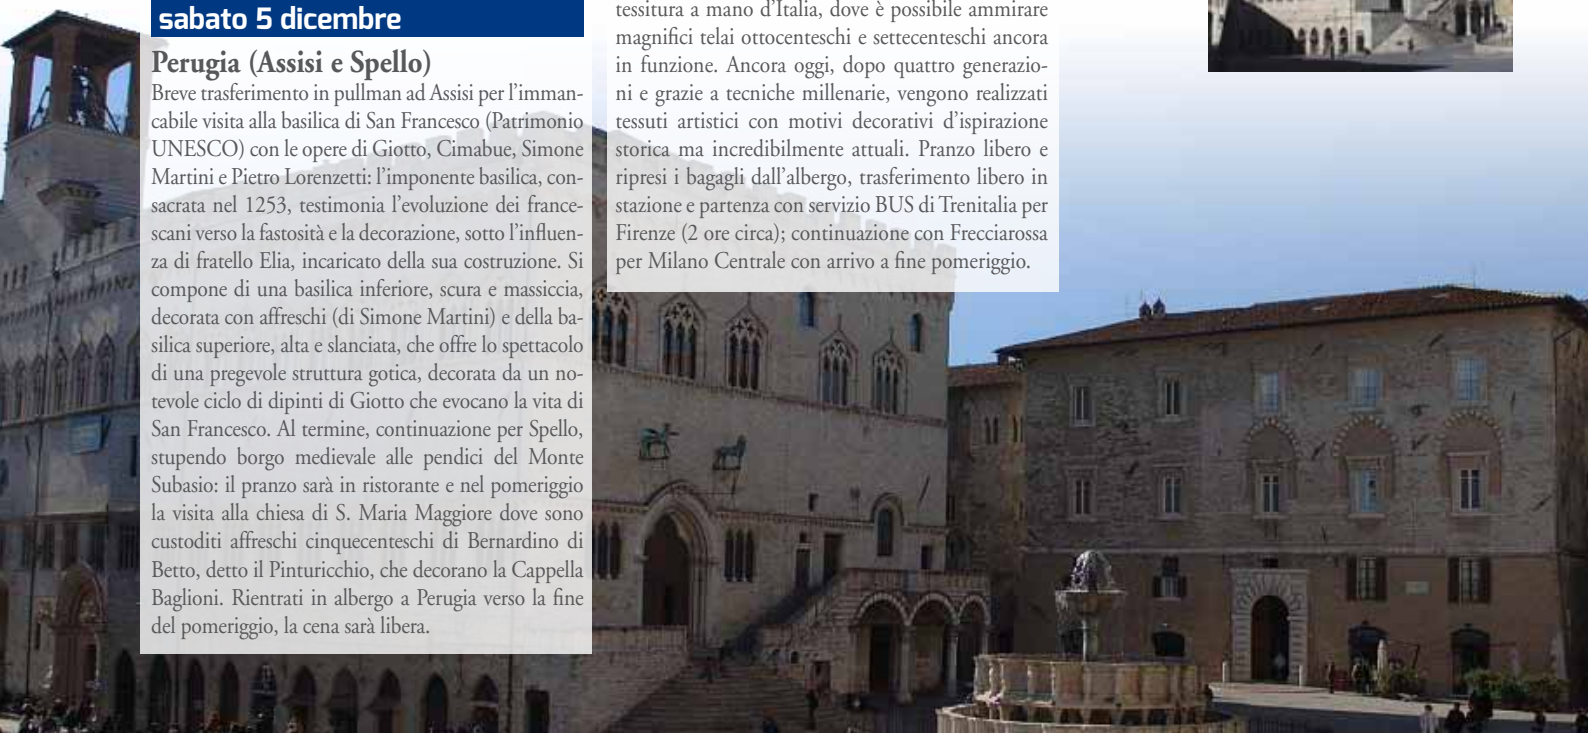 sabato 5 dicembre
Perugia (Assisi e Spello)
Breve trasferimento in pullman ad Assisi per l'imman-
cabile visita alla basilica di San Francesco (Patrimonio
UNESCO) con le opere di Giotto, Cimabue, Simone
Martini e Pietro Lorenzetti: l'imponente basilica, con-
sacrata nel 1253, testimonia l'evoluzione dei france-
scani verso la fastosità e la decorazione, sotto l'influen-
za di fratello Elia, incaricato della sua costruzione. Si
compone di una basilica inferiore, scura e massiccia,
decorata con affreschi (di Simone Martini) e della ba-
silica superiore, alta e slanciata, che offre lo spettacolo
di una pregevole struttura gotica, decorata da un no-
tevole ciclo di dipinti di Giotto che evocano la vita di
San Francesco. Al termine, continuazione per Spello,
stupendo borgo medievale alle pendici del Monte
Subasio: il pranzo sarà in ristorante e nel pomeriggio
la visita alla chiesa di S. Maria Maggiore dove sono
custoditi affreschi cinquecenteschi di Bernardino di
Betto, detto il Pinturicchio, che decorano la Cappella
Baglioni. Rientrati in albergo a Perugia verso la fine
del pomeriggio, la cena sarà libera.
tessitura a mano d'Italia, dove è possibile ammirare
magnifici telai ottocenteschi e settecenteschi ancora
in funzione. Ancora oggi, dopo quattro generazio-
ni e grazie a tecniche millenarie, vengono realizzati
tessuti artistici con motivi decorativi d'ispirazione
storica ma incredibilmente attuali. Pranzo libero e
ripresi i bagagli dall'albergo, trasferimento libero in
stazione e partenza con servizio BUS di Trenitalia per
Firenze (2 ore circa); continuazione con Frecciarossa
per Milano Centrale con arrivo a fine pomeriggio.